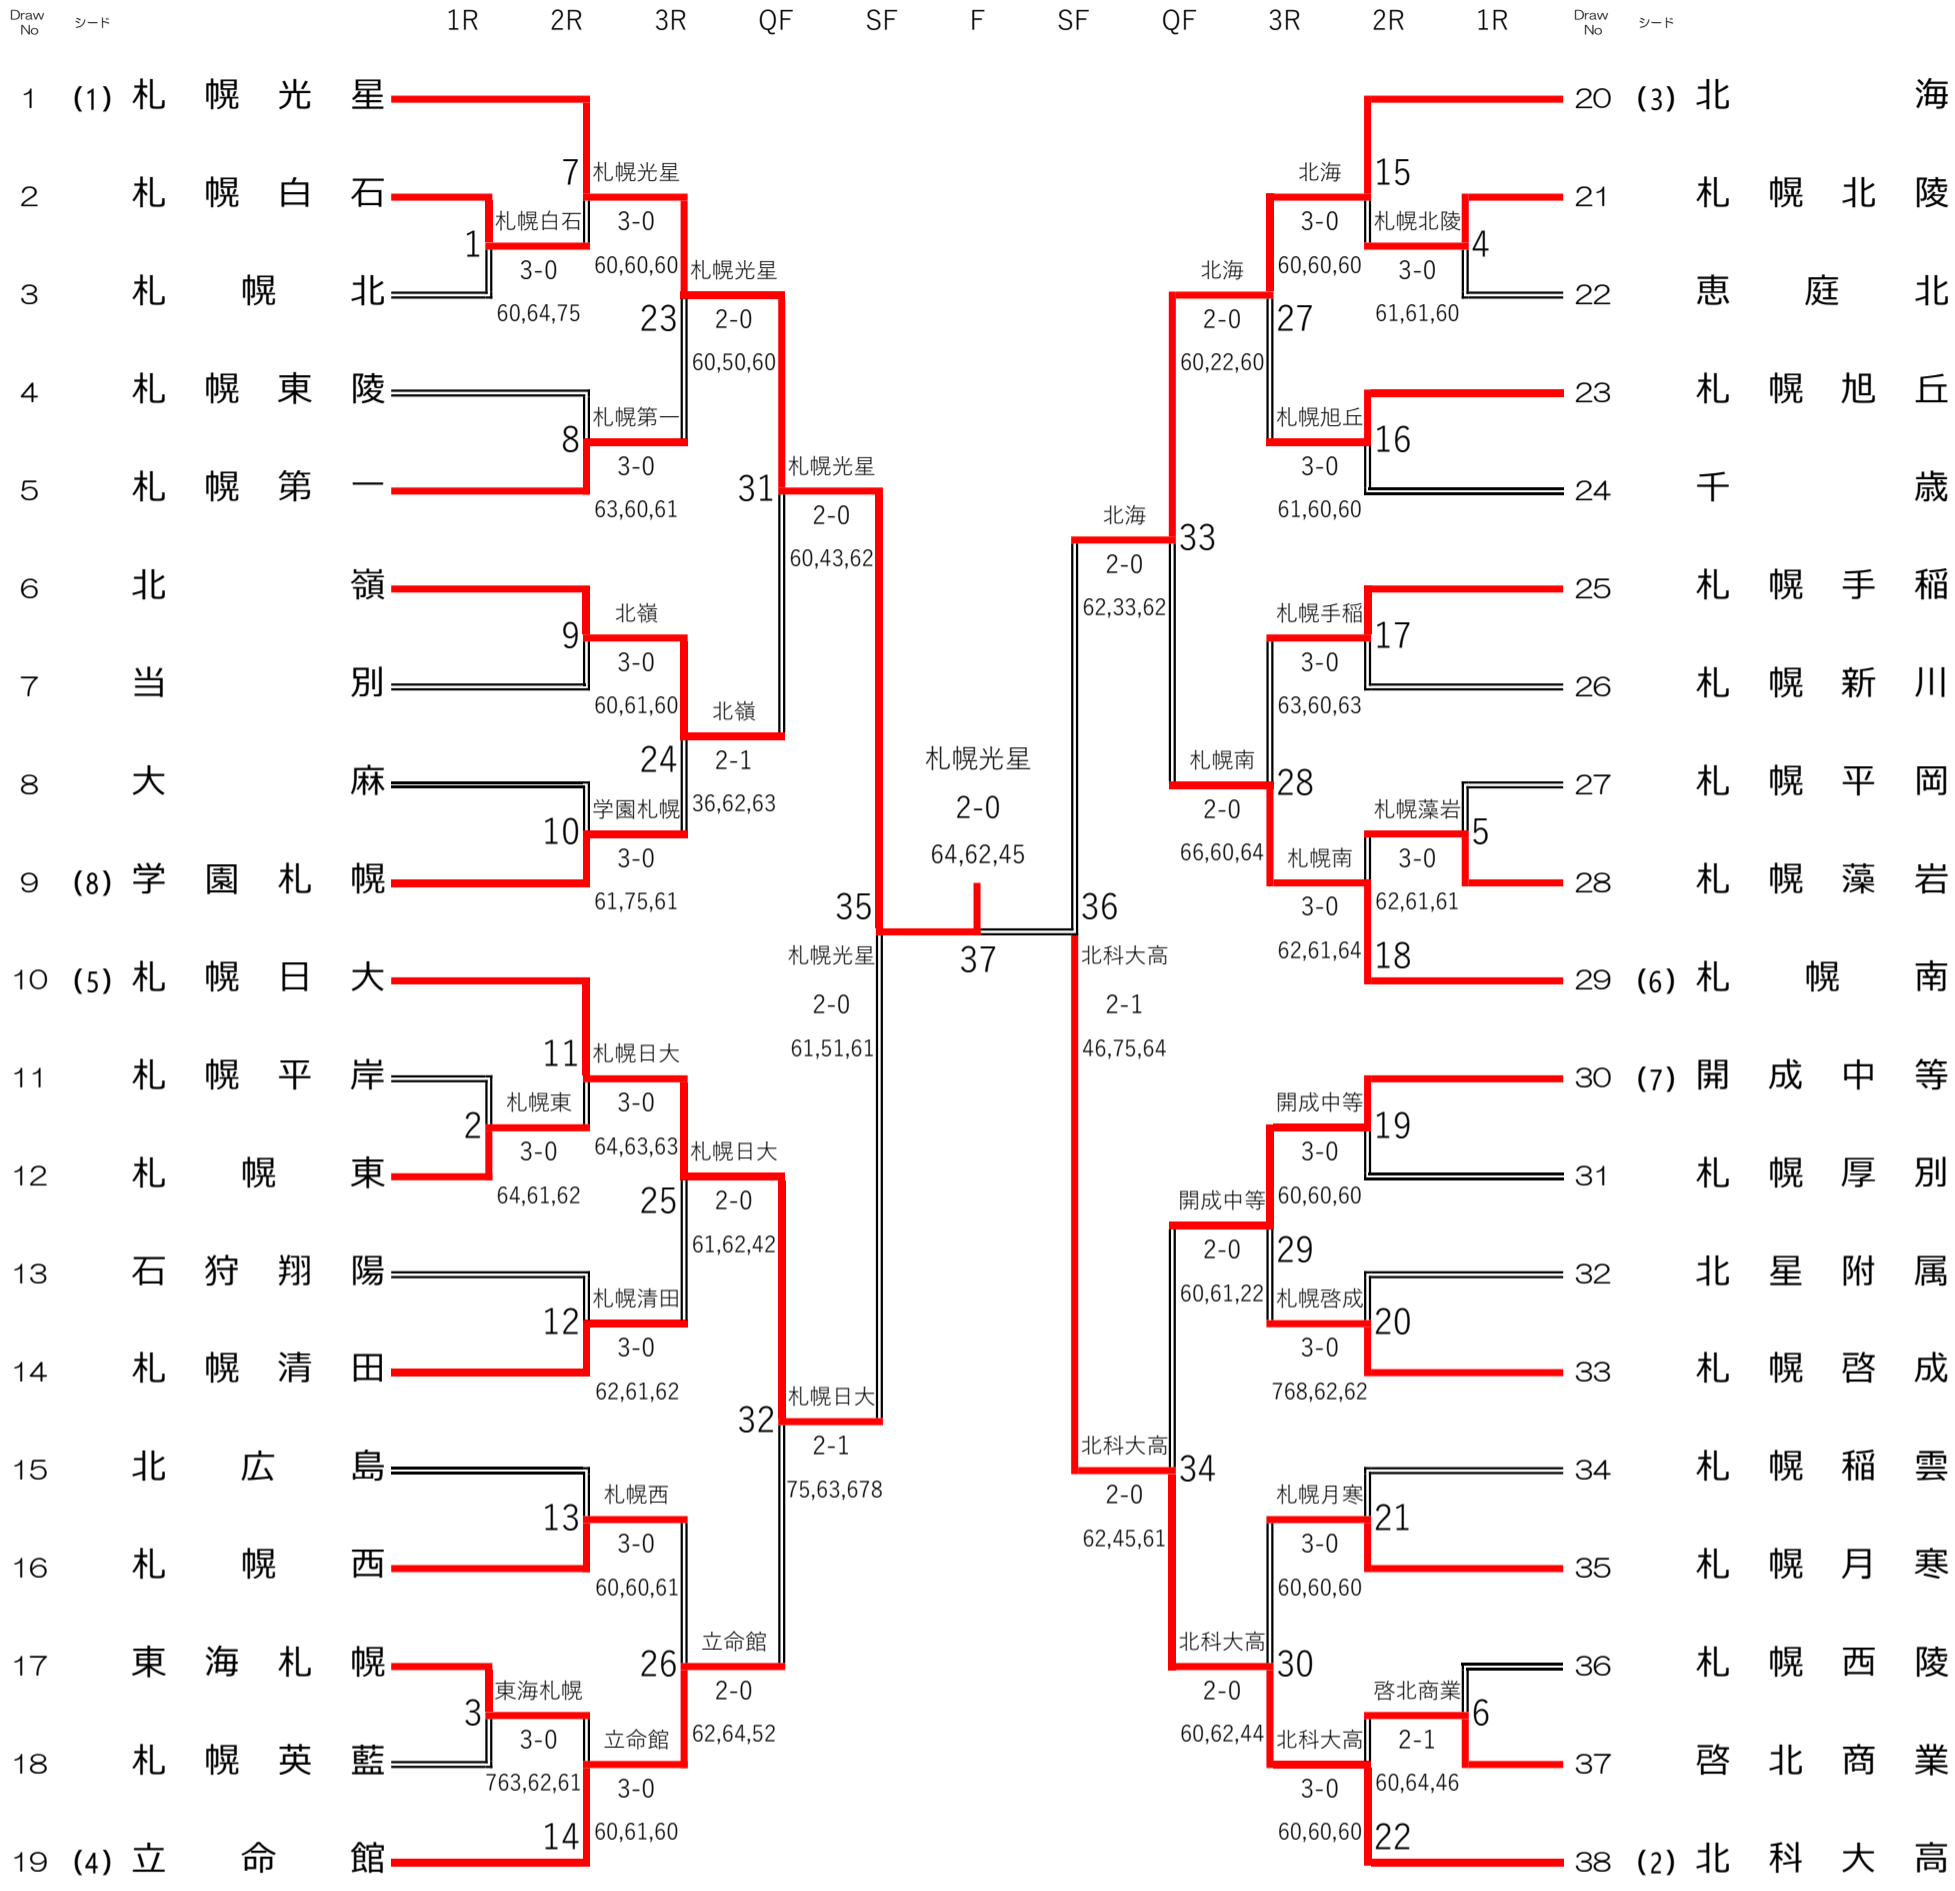 Draw No シード 1R 2R 3R QF SF F SF QF 3R 2R 1R Draw No シード
1 (1) 札幌光星
2 札幌白石
3 札幌北
4 札幌東陵
5 札幌第一
6 北嶺
7 当別
8 大麻
9 (8) 学園札幌
10 (5) 札幌日大
11 札幌平岸
12 札幌東
13 石狩翔陽
14 札幌清田
15 北広島
16 札幌西
17 東海札幌
18 札幌英藍
19 (4) 立命館
1 札幌白石
3-0
60,64,75
2 札幌東
3-0
64,61,62
3 東海札幌
3-0
763,62,61
7 札幌光星
3-0
60,60,60
8 札幌第一
3-0
63,60,61
9 北嶺
3-0
60,61,60
10 学園札幌
3-0
61,75,61
11 札幌日大
3-0
64,63,63
12 札幌清田
3-0
62,61,62
13 札幌西
3-0
60,60,61
14 立命館
3-0
60,61,60
23 札幌光星
2-0
60,50,60
24 北嶺
2-1
36,62,63
25 札幌日大
2-0
61,62,42
26 立命館
2-0
62,64,52
31 札幌光星
2-0
60,43,62
32 札幌日大
2-1
75,63,678
35 札幌光星
2-0
61,51,61
札幌光星
2-0
64,62,45
37
36 北科大高
2-1
46,75,64
北海
33
2-0
62,33,62
北科大高
34
2-0
62,45,61
北海
27
2-0
60,22,60
札幌南
28
2-0
66,60,64
開成中等
29
2-0
60,61,22
北科大高
30
2-0
60,62,44
北海
15
3-0
60,60,60
札幌旭丘
16
3-0
61,60,60
札幌手稲
17
3-0
63,60,63
札幌南
18
3-0
62,61,64
開成中等
19
3-0
60,60,60
札幌啓成
20
3-0
768,62,62
札幌月寒
21
3-0
60,60,60
北科大高
22
3-0
60,60,60
札幌北陵
4
3-0
61,61,60
札幌藻岩
5
3-0
62,61,61
啓北商業
6
2-1
60,64,46
20 (3) 北海
21 札幌北陵
22 恵庭北
23 札幌旭丘
24 千歳
25 札幌手稲
26 札幌新川
27 札幌平岡
28 札幌藻岩
29 (6) 札幌南
30 (7) 開成中等
31 札幌厚別
32 北星附属
33 札幌啓成
34 札幌稲雲
35 札幌月寒
36 札幌西陵
37 啓北商業
38 (2) 北科大高